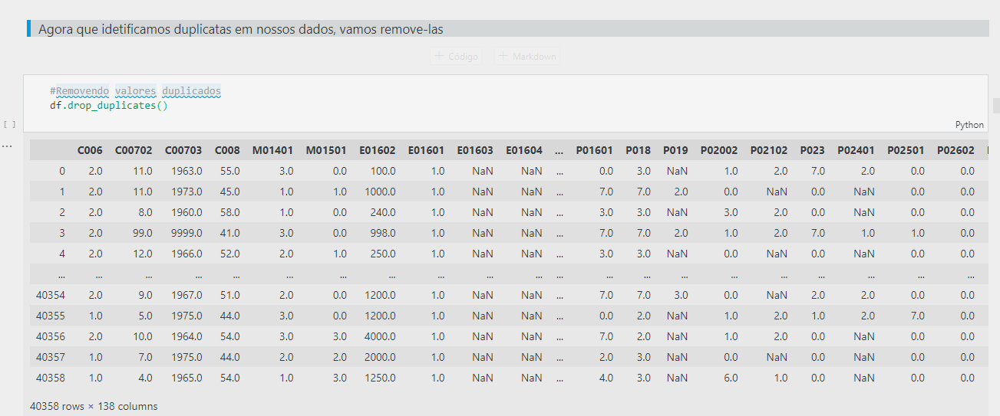 Agora que idetificamos duplicatas em nossos dados, vamos remove-las
+ Código + Markdown
#Removendo valores duplicados
df.drop_duplicates()
[ ]
Python
...
C006 C00702 C00703 C008 M01401 M01501 E01602 E01601 E01603 E01604 ... P01601 P018 P019 P02002 P02102 P023 P02401 P02501 P02602
0 2.0 11.0 1963.0 55.0 3.0 0.0 100.0 1.0 NaN NaN ... 0.0 3.0 NaN 1.0 2.0 7.0 2.0 0.0 0.0
1 2.0 11.0 1973.0 45.0 1.0 1.0 1000.0 1.0 NaN NaN ... 7.0 7.0 2.0 0.0 NaN 0.0 NaN 0.0 0.0
2 2.0 8.0 1960.0 58.0 1.0 0.0 240.0 1.0 NaN NaN ... 3.0 3.0 NaN 3.0 2.0 0.0 NaN 0.0 0.0
3 2.0 99.0 9999.0 41.0 3.0 0.0 998.0 1.0 NaN NaN ... 7.0 7.0 2.0 1.0 2.0 7.0 1.0 1.0 0.0
4 2.0 12.0 1966.0 52.0 2.0 1.0 250.0 1.0 NaN NaN ... 3.0 3.0 NaN 0.0 NaN 0.0 NaN 0.0 0.0
... ... ... ... ... ... ... ... ... ... ... ... ... ... ... ... ... ... ... ... ...
40354 2.0 9.0 1967.0 51.0 2.0 0.0 1200.0 1.0 NaN NaN ... 7.0 7.0 3.0 0.0 NaN 2.0 2.0 0.0 0.0
40355 1.0 5.0 1975.0 44.0 3.0 0.0 1200.0 1.0 NaN NaN ... 0.0 2.0 NaN 1.0 2.0 1.0 2.0 7.0 0.0
40356 2.0 10.0 1964.0 54.0 3.0 3.0 4000.0 1.0 NaN NaN ... 7.0 2.0 NaN 1.0 2.0 0.0 NaN 0.0 0.0
40357 1.0 7.0 1975.0 44.0 2.0 2.0 2000.0 1.0 NaN NaN ... 2.0 3.0 NaN 0.0 NaN 0.0 NaN 0.0 0.0
40358 1.0 4.0 1965.0 54.0 1.0 3.0 1250.0 1.0 NaN NaN ... 4.0 3.0 NaN 6.0 1.0 0.0 NaN 0.0 0.0
40358 rows × 138 columns